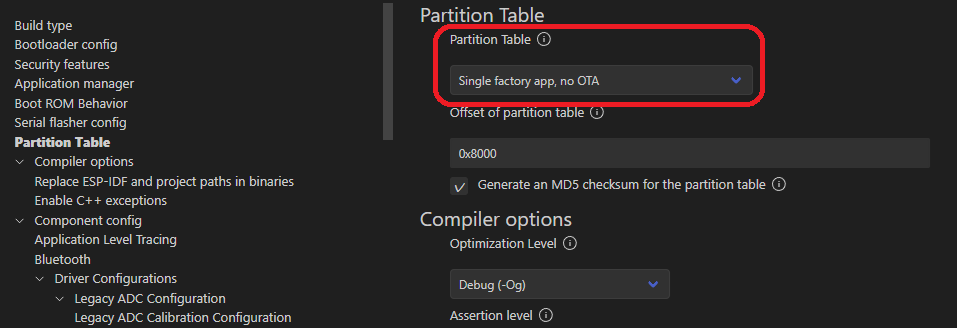 Build type
Bootloader config
Security features
Application manager
Boot ROM Behavior
Serial flasher config
Partition Table
Compiler options
Replace ESP-IDF and project paths in binaries
Enable C++ exceptions
Component config
Application Level Tracing
Bluetooth
Driver Configurations
Legacy ADC Configuration
Legacy ADC Calibration Configuration
Partition Table
Partition Table
Single factory app, no OTA
Offset of partition table
0x8000
Generate an MD5 checksum for the partition table
Compiler options
Optimization Level
Debug (-Og)
Assertion level